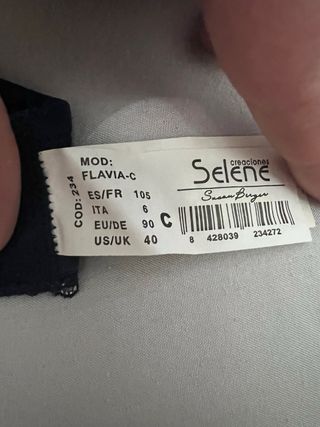 COD: 234
MOD:
FLAVIA-C
ES/FR 105
ITA 6
EU/DE 90
US/UK 40
C
creaciones
Selene
Susan Berger
8 428039 234272